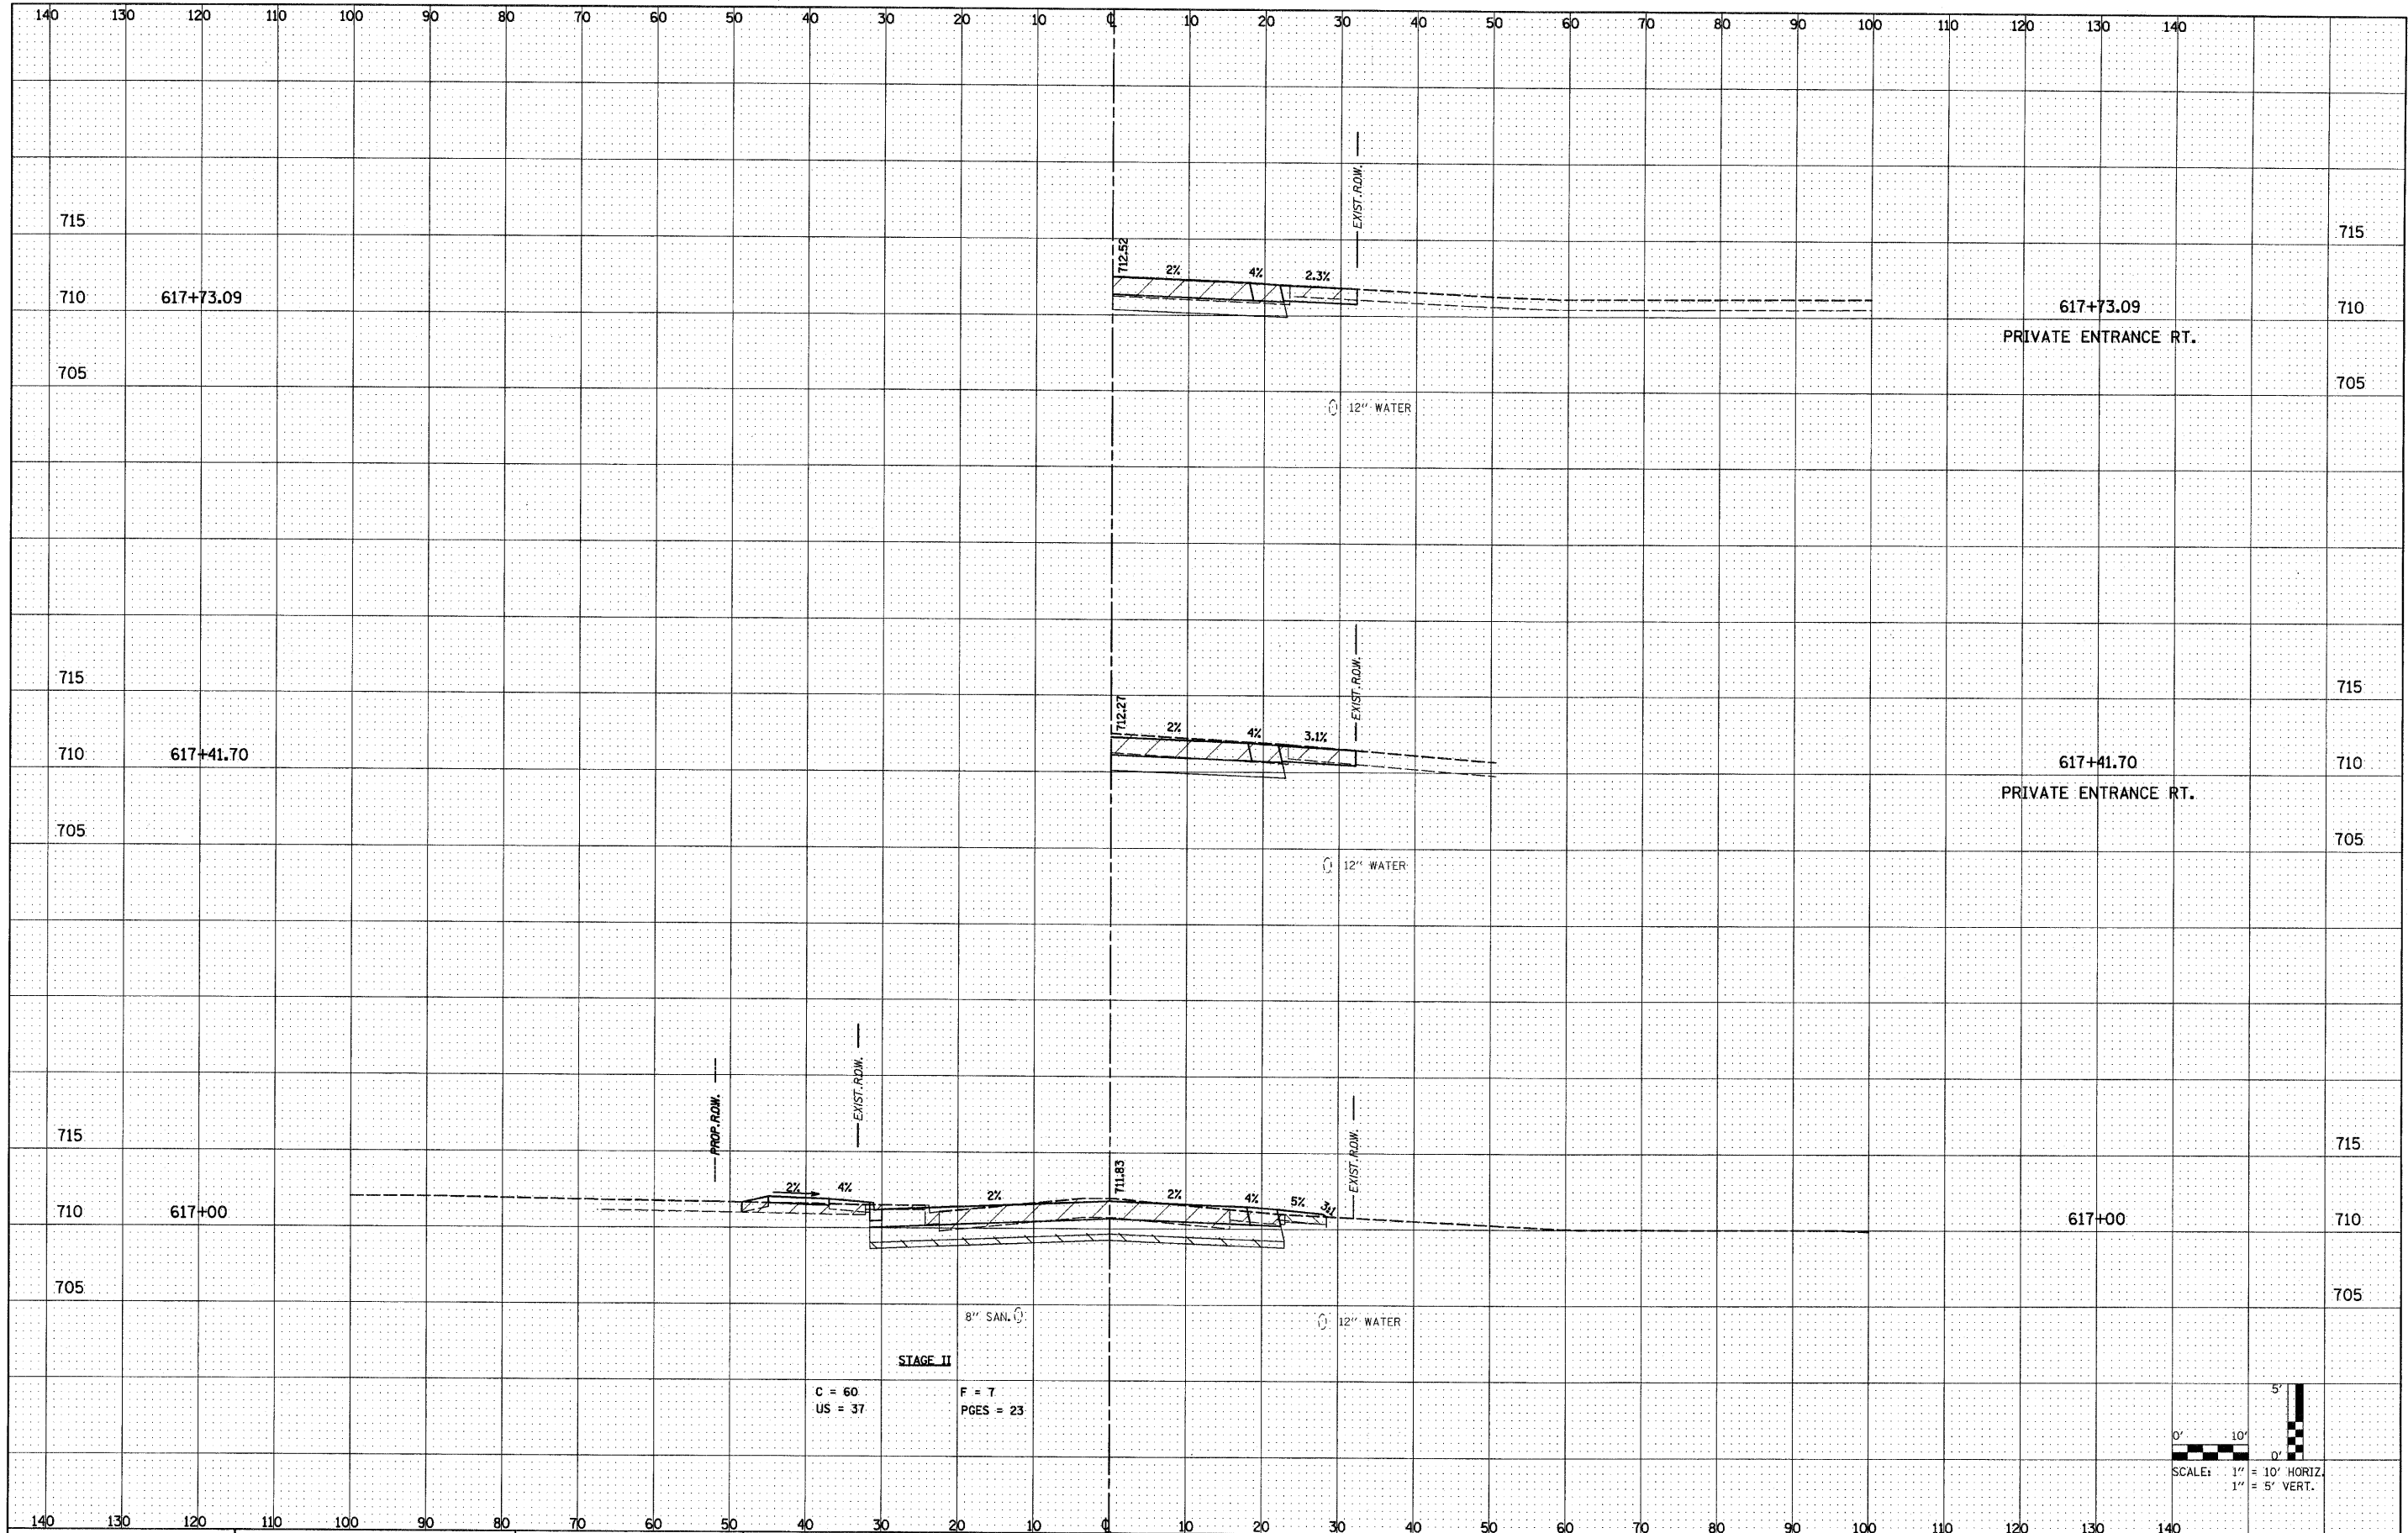 140 130 120 110 100 90 80 70 60 50 40 30 20 10 ℄ 10 20 30 40 50 60 70 80 90 100 110 120 130 140
EXIST. R.O.W.
715 715
712.52
2% 4% 2.3%
710 617+73.09 617+73.09 710
PRIVATE ENTRANCE RT.
705 705
12" WATER
EXIST. R.O.W.
715 715
712.27
2% 4% 3.1%
710 617+41.70 617+41.70 710
PRIVATE ENTRANCE RT.
705 705
12" WATER
PROP. R.O.W. EXIST. R.O.W. EXIST. R.O.W.
715 715
711.83
2% 4% 2% 2% 4% 5% 3:1
710 617+00 617+00 710
705 705
8" SAN. 12" WATER
STAGE II
C = 60 F = 7
US = 37 PGES = 23
5'
0' 10' 0'
SCALE: 1" = 10' HORIZ.
1" = 5' VERT.
140 130 120 110 100 90 80 70 60 50 40 30 20 10 ℄ 10 20 30 40 50 60 70 80 90 100 110 120 130 140